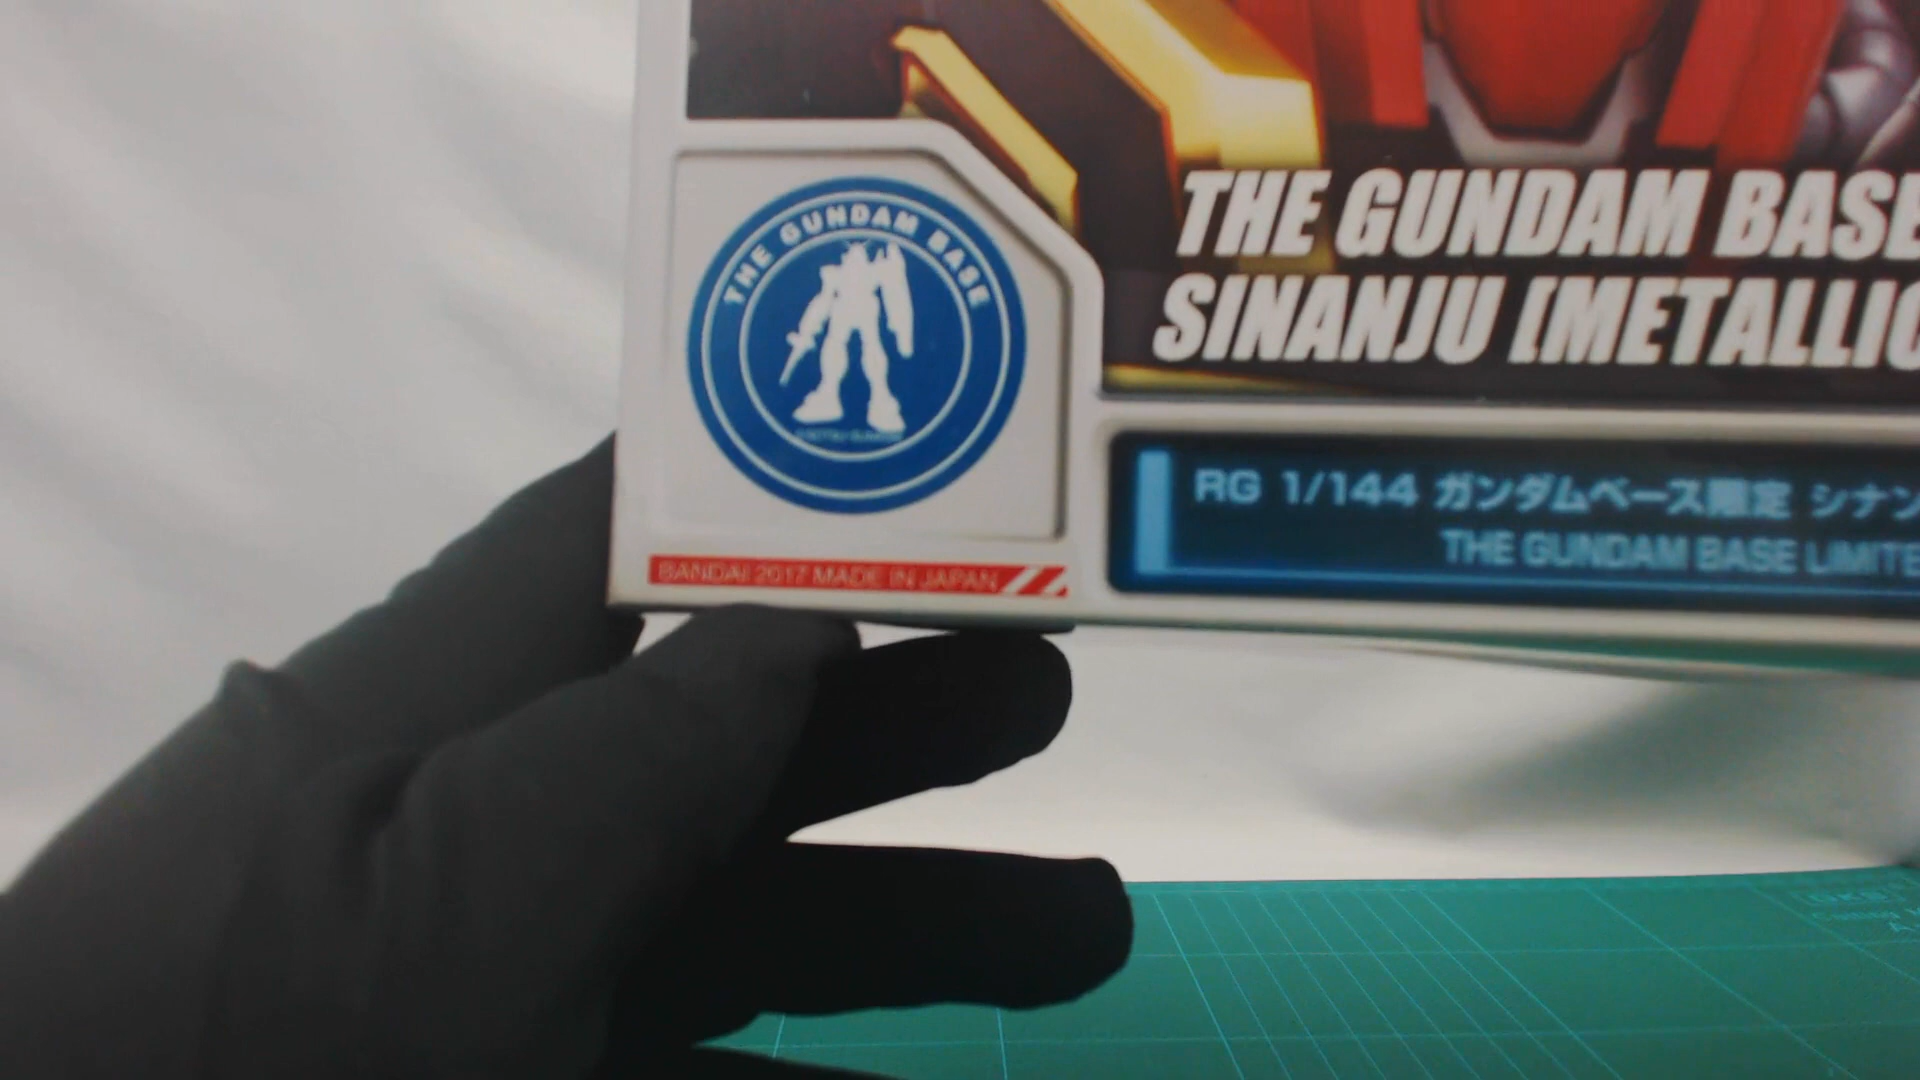 THE GUNDAM BASE
THE GUNDAM BASE
SINANJU [METALLIC
RG 1/144 ガンダムベース限定 シナン
THE GUNDAM BASE LIMITE
BANDAI 2017 MADE IN JAPAN